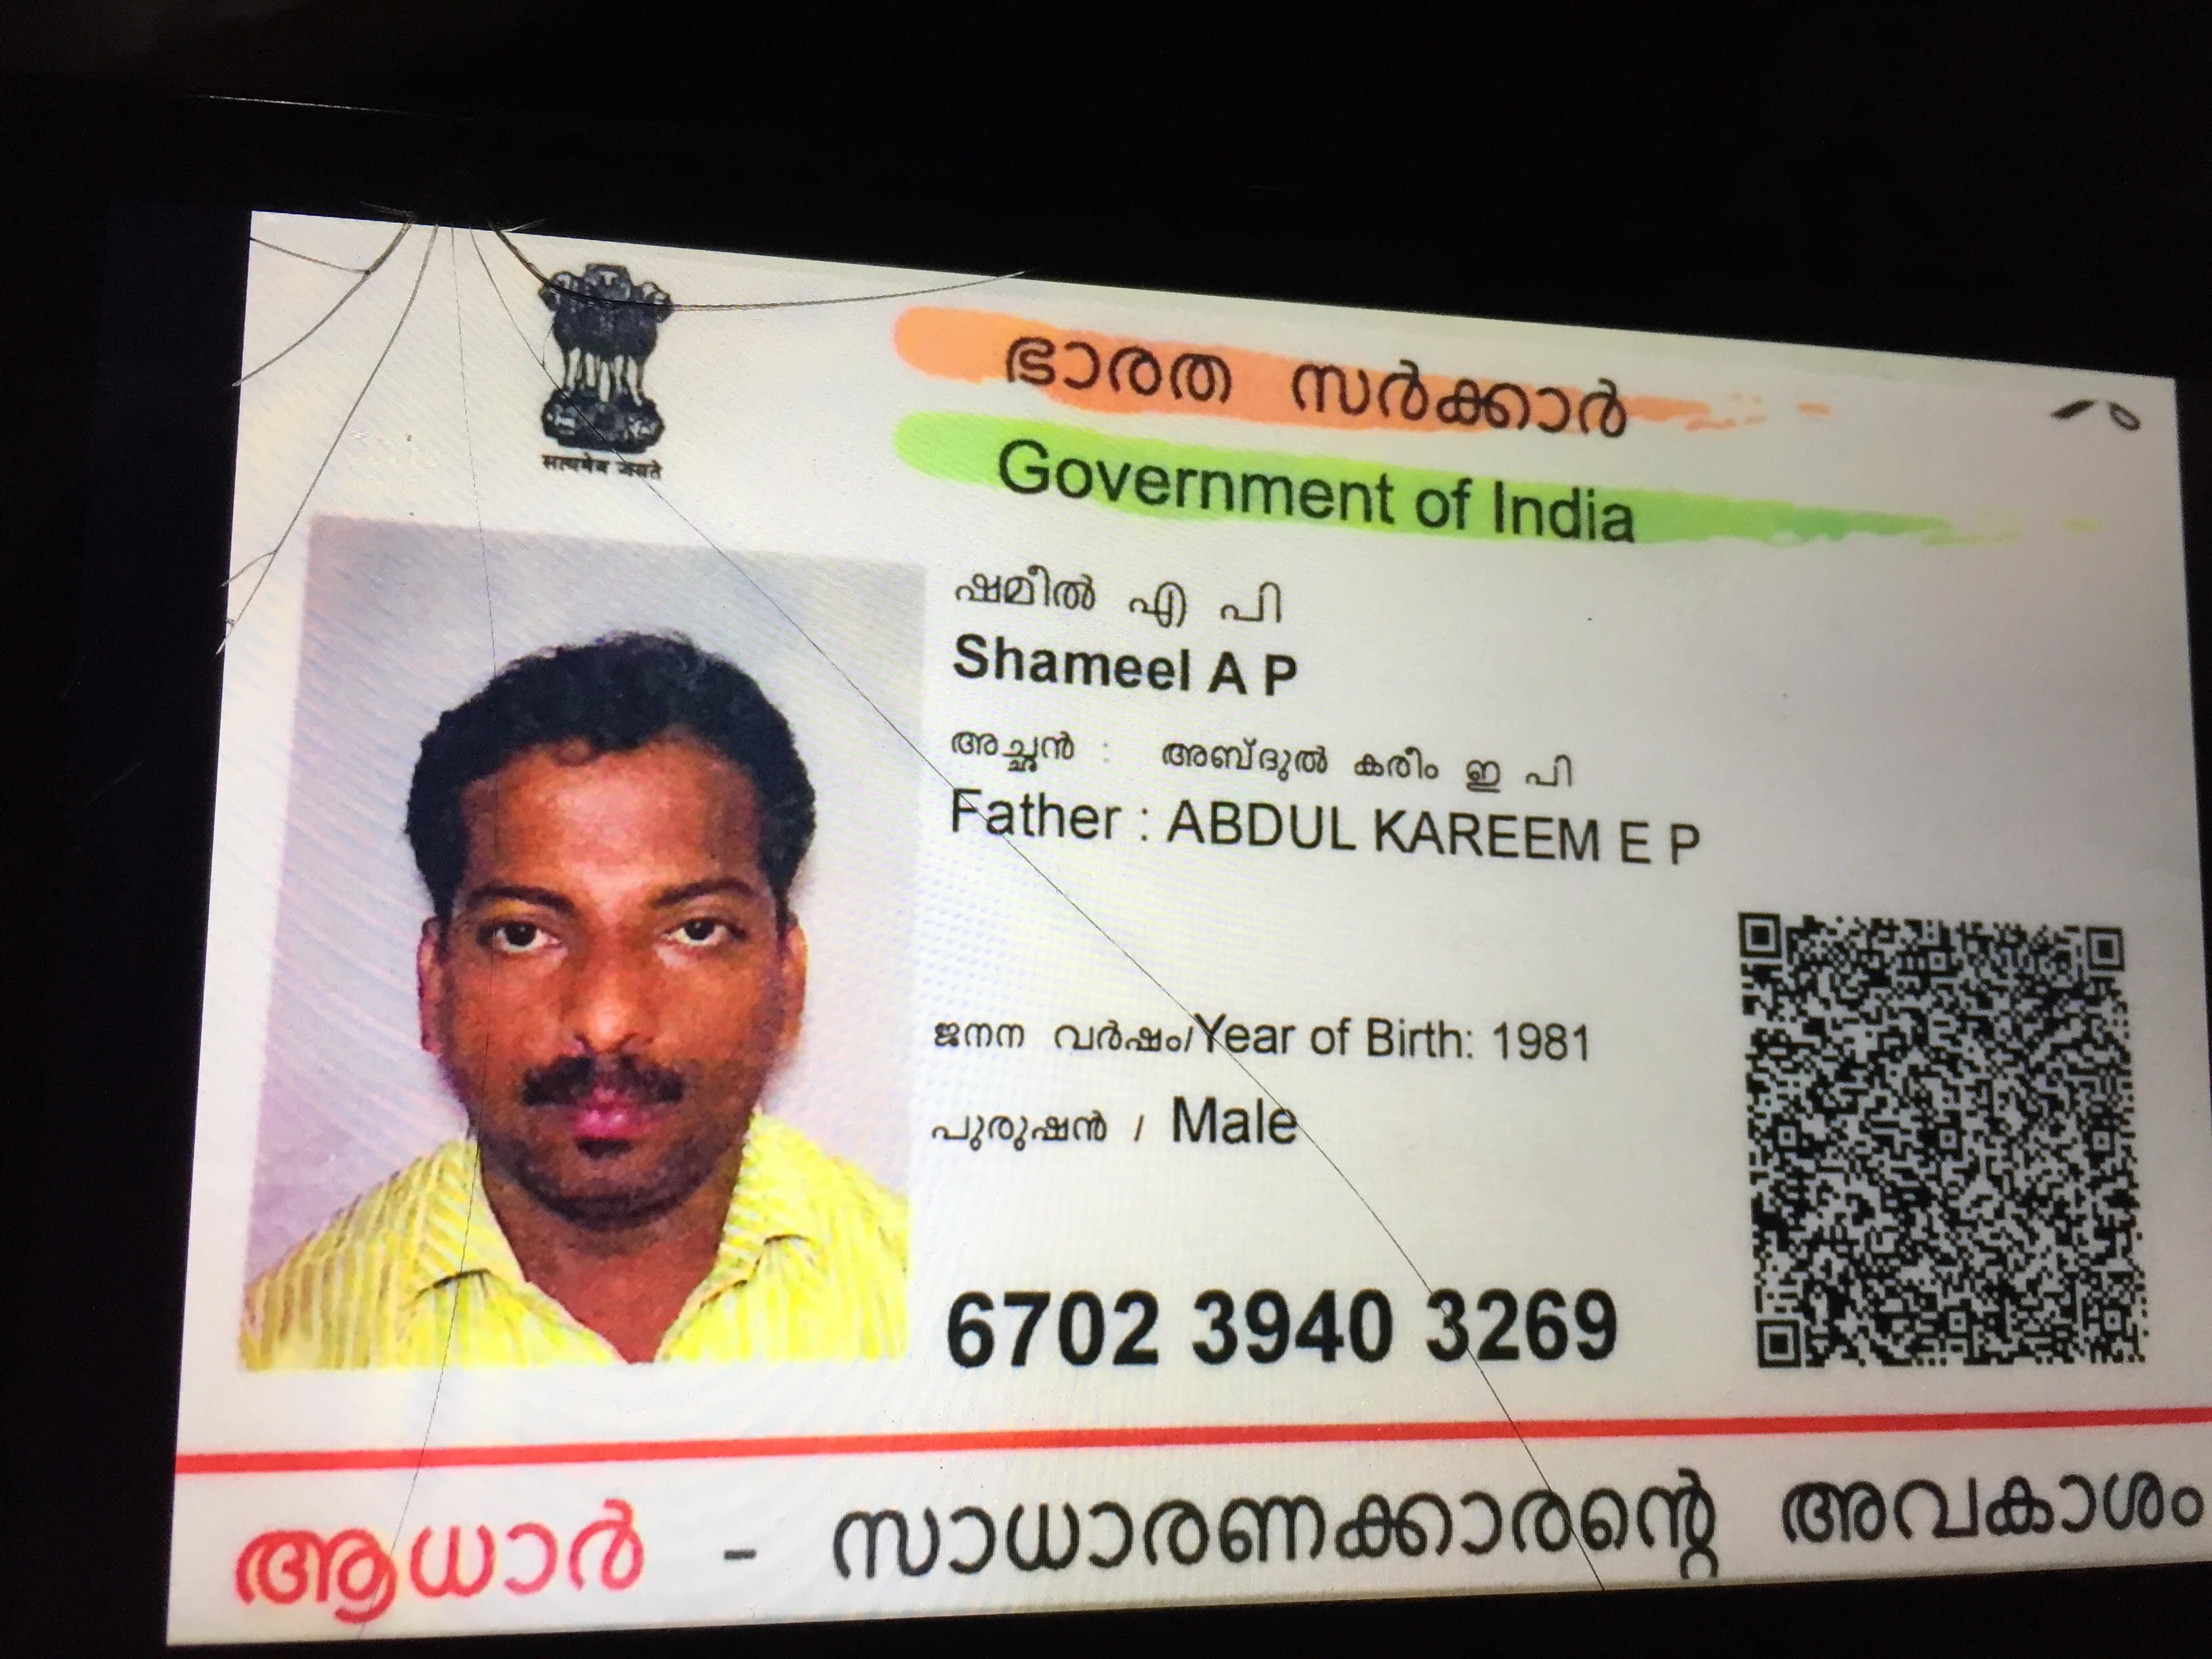 ഭാരത സർക്കാർ
Government of India
सत्यमेव जयते
ഷമീൽ എ പി
Shameel A P
അച്ഛൻ : അബ്ദുൽ കരീം ഇ പി
Father : ABDUL KAREEM E P
ജനന വർഷം/Year of Birth: 1981
പുരുഷൻ / Male
6702 3940 3269
ആധാർ - സാധാരണക്കാരന്റെ അവകാശം